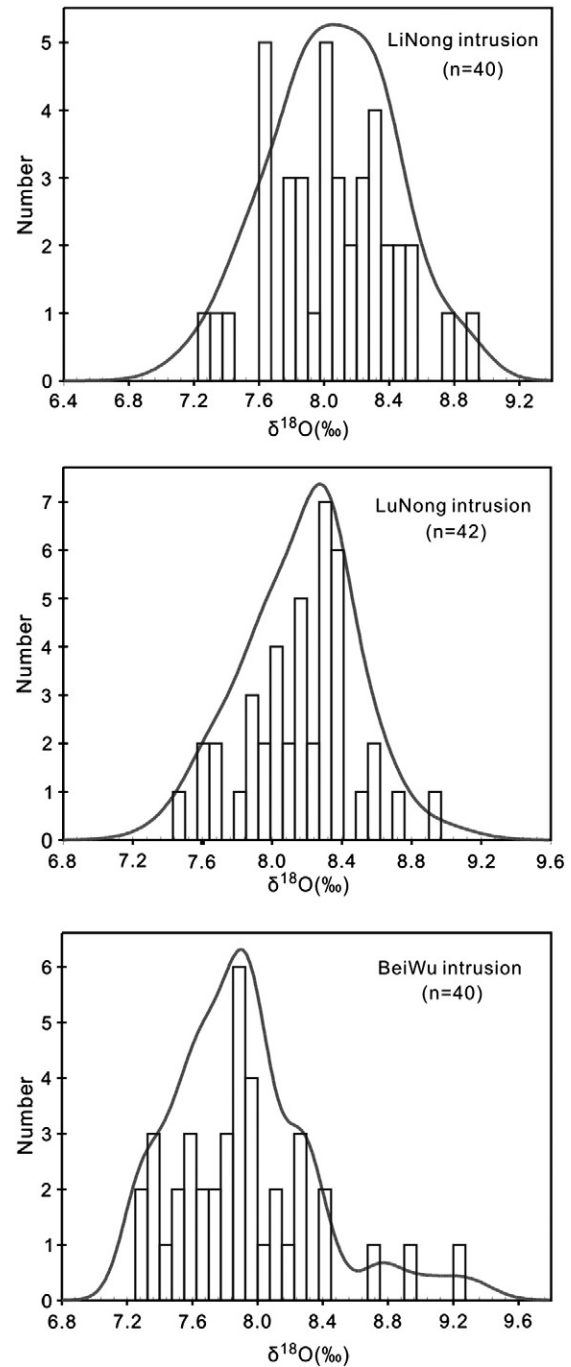 LiNong intrusion
(n=40)
Number
5
4
3
2
1
0
6.4 6.8 7.2 7.6 8.0 8.4 8.8 9.2
δ¹⁸O(‰)
LuNong intrusion
(n=42)
Number
7
6
5
4
3
2
1
0
6.8 7.2 7.6 8.0 8.4 8.8 9.2 9.6
δ¹⁸O(‰)
BeiWu intrusion
(n=40)
Number
6
5
4
3
2
1
0
6.8 7.2 7.6 8.0 8.4 8.8 9.2 9.6
δ¹⁸O(‰)